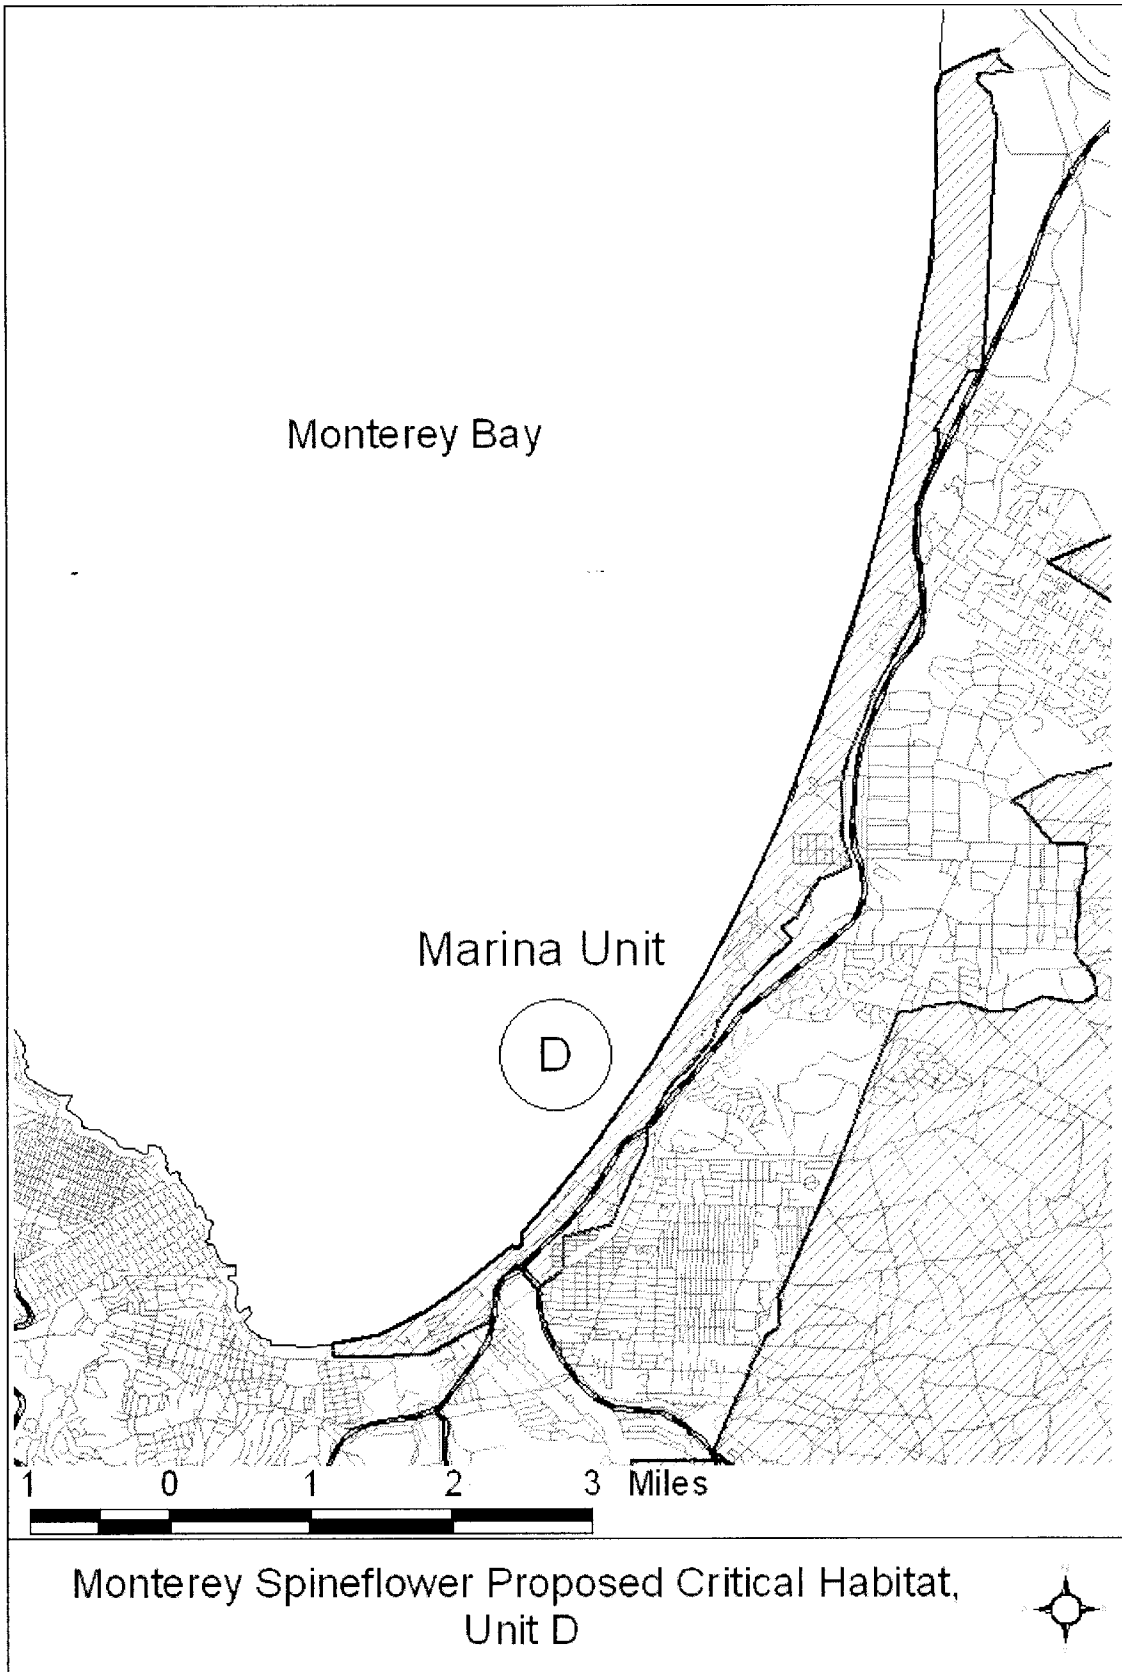 Monterey Bay
Marina Unit
D
1 0 1 2 3 Miles
Monterey Spineflower Proposed Critical Habitat,
Unit D